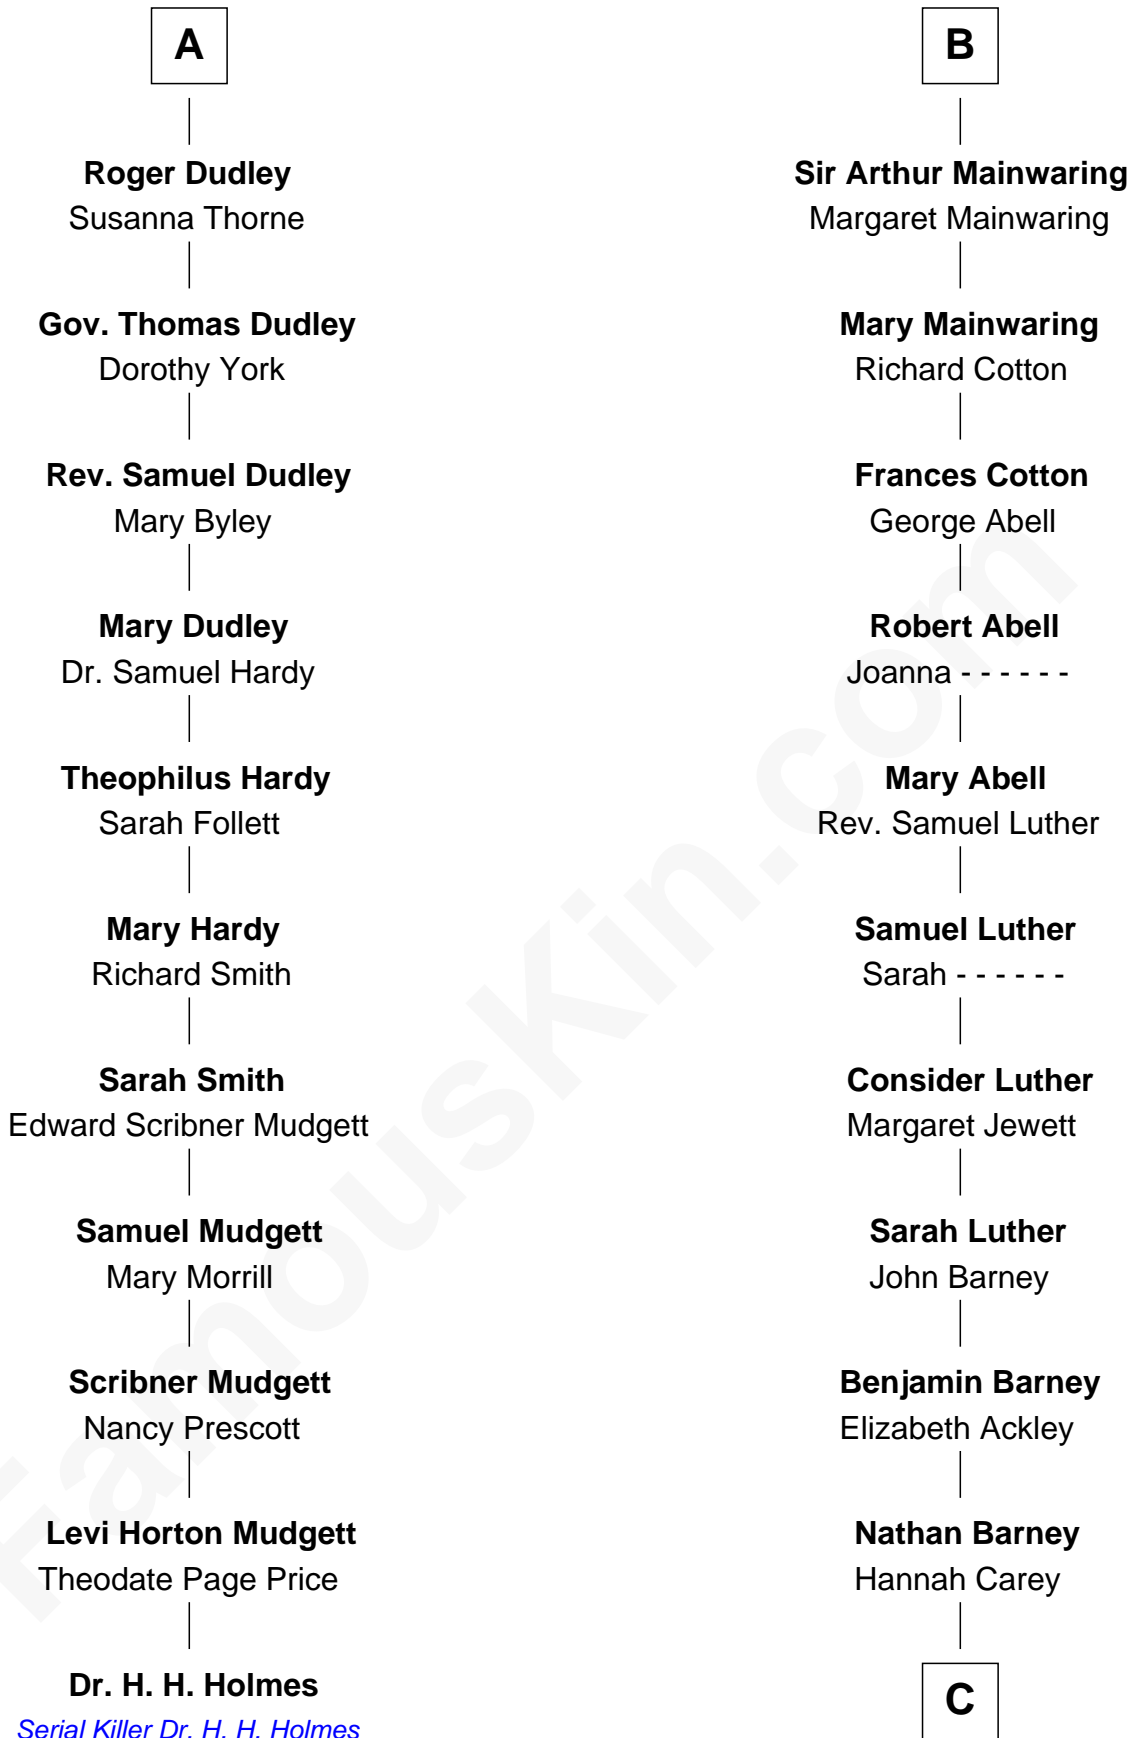 A
Roger Dudley
Susanna Thorne
Gov. Thomas Dudley
Dorothy York
Rev. Samuel Dudley
Mary Byley
Mary Dudley
Dr. Samuel Hardy
Theophilus Hardy
Sarah Follett
Mary Hardy
Richard Smith
Sarah Smith
Edward Scribner Mudgett
Samuel Mudgett
Mary Morrill
Scribner Mudgett
Nancy Prescott
Levi Horton Mudgett
Theodate Page Price
Dr. H. H. Holmes
Serial Killer Dr. H. H. Holmes
B
Sir Arthur Mainwaring
Margaret Mainwaring
Mary Mainwaring
Richard Cotton
Frances Cotton
George Abell
Robert Abell
Joanna - - - - - -
Mary Abell
Rev. Samuel Luther
Samuel Luther
Sarah - - - - - -
Consider Luther
Margaret Jewett
Sarah Luther
John Barney
Benjamin Barney
Elizabeth Ackley
Nathan Barney
Hannah Carey
C
FamousKin.com